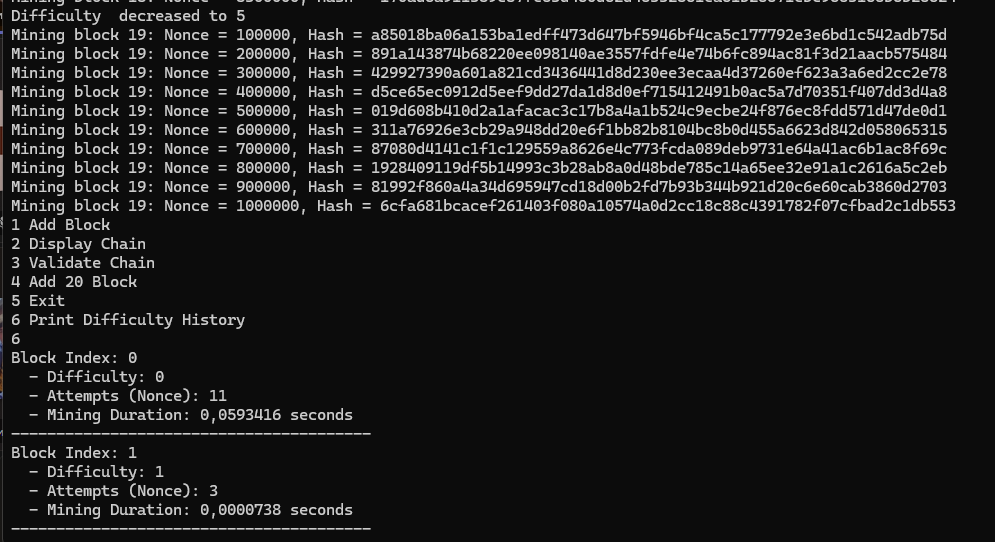 Difficulty  decreased to 5
Mining block 19: Nonce = 100000, Hash = a85018ba06a153ba1edff473d647bf5946bf4ca5c177792e3e6bd1c542adb75d
Mining block 19: Nonce = 200000, Hash = 891a143874b68220ee098140ae3557fdfe4e74b6fc894ac81f3d21aacb575484
Mining block 19: Nonce = 300000, Hash = 429927390a601a821cd3436441d8d230ee3ecaa4d37260ef623a3a6ed2cc2e78
Mining block 19: Nonce = 400000, Hash = d5ce65ec0912d5eef9dd27da1d8d0ef715412491b0ac5a7d70351f407dd3d4a8
Mining block 19: Nonce = 500000, Hash = 019d608b410d2a1afacac3c17b8a4a1b524c9ecbe24f876ec8fdd571d47de0d1
Mining block 19: Nonce = 600000, Hash = 311a76926e3cb29a948dd20e6f1bb82b8104bc8b0d455a6623d842d058065315
Mining block 19: Nonce = 700000, Hash = 87080d4141c1f1c129559a8626e4c773fcda089deb9731e64a41ac6b1ac8f69c
Mining block 19: Nonce = 800000, Hash = 1928409119df5b14993c3b28ab8a0d48bde785c14a65ee32e91a1c2616a5c2eb
Mining block 19: Nonce = 900000, Hash = 81992f860a4a34d695947cd18d00b2fd7b93b344b921d20c6e60cab3860d2703
Mining block 19: Nonce = 1000000, Hash = 6cfa681bcacef261403f080a10574a0d2cc18c88c4391782f07cfbad2c1db553
1 Add Block
2 Display Chain
3 Validate Chain
4 Add 20 Block
5 Exit
6 Print Difficulty History
6
Block Index: 0
  - Difficulty: 0
  - Attempts (Nonce): 11
  - Mining Duration: 0,0593416 seconds
----------------------------------------
Block Index: 1
  - Difficulty: 1
  - Attempts (Nonce): 3
  - Mining Duration: 0,0000738 seconds
----------------------------------------